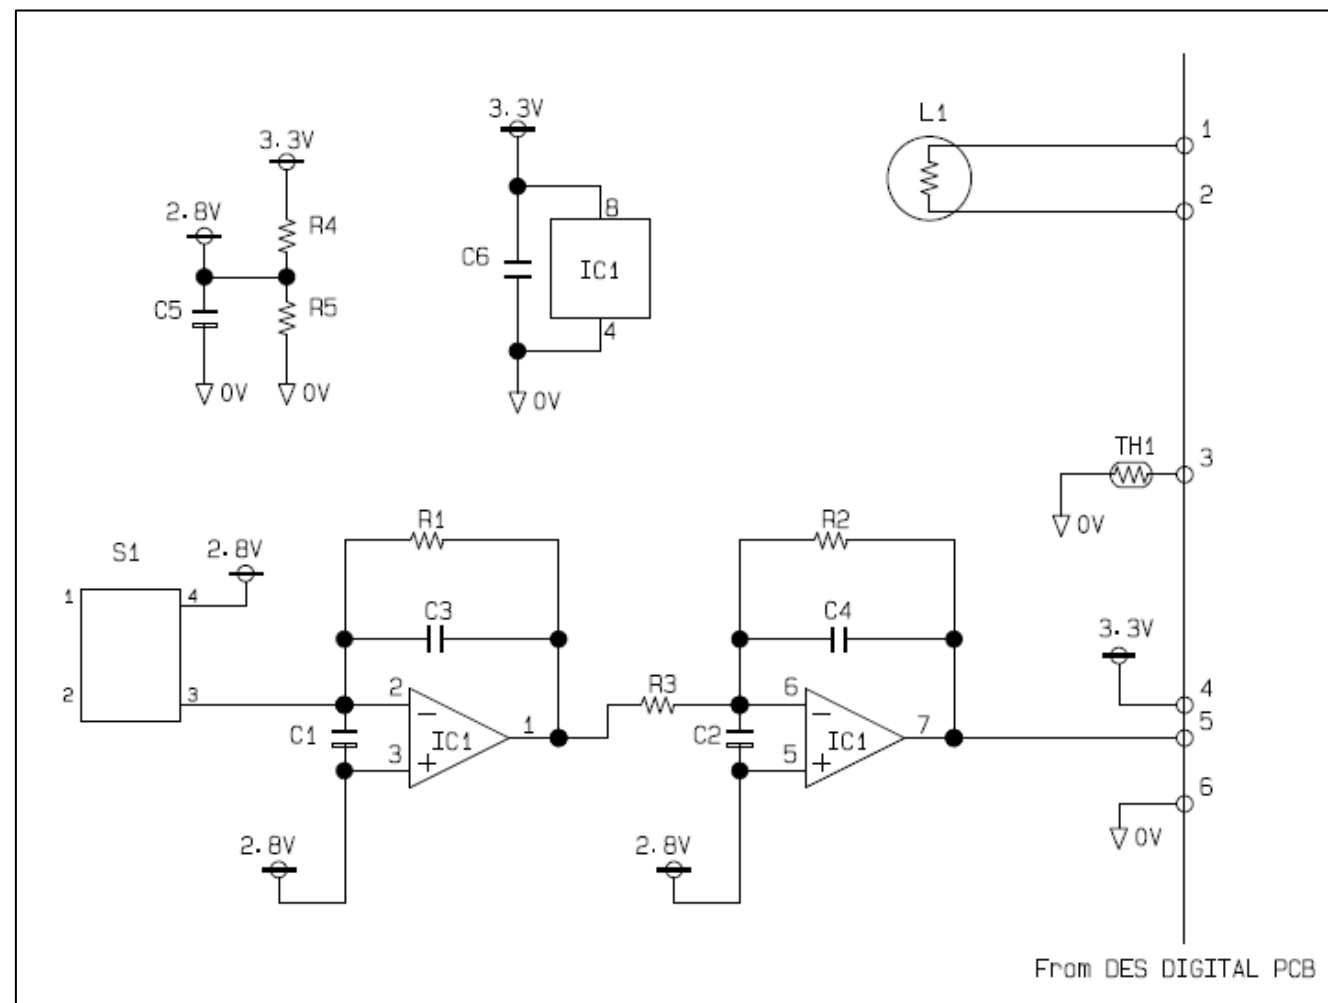 3.3V
2.8V
R4
C5
R5
0V
0V
3.3V
8
C6
IC1
4
0V
L1
1
2
TH1
3
0V
S1
2.8V
1
4
2
3
R1
C3
2
C1
IC1
1
3
2.8V
R3
R2
C4
6
C2
IC1
7
5
2.8V
3.3V
4
5
6
0V
From DES DIGITAL PCB